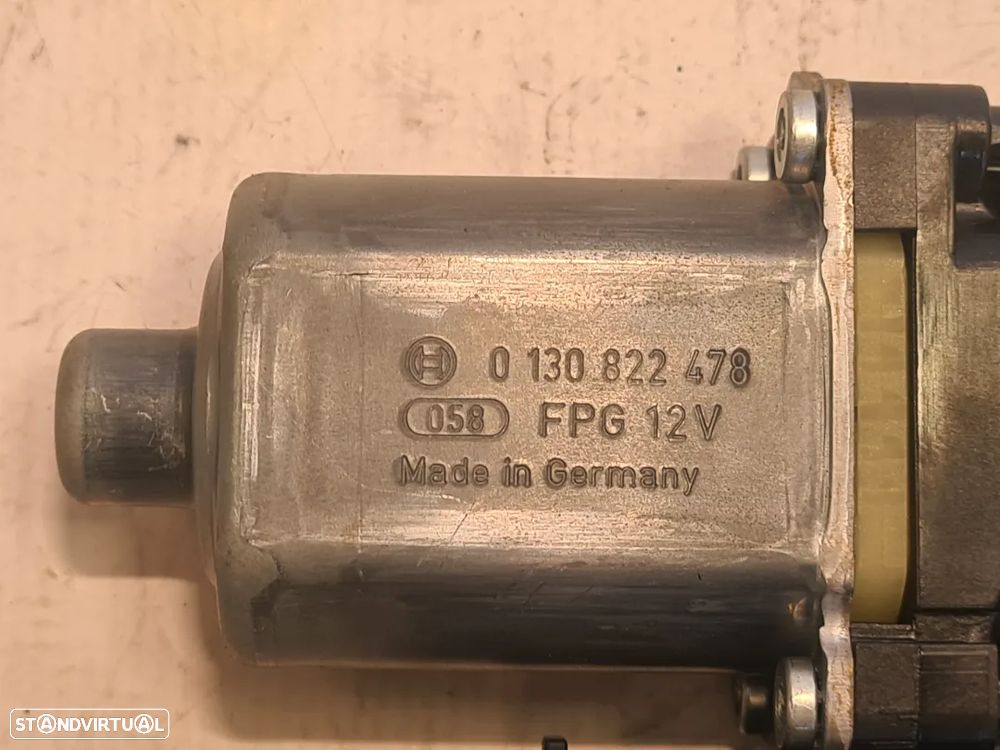 0 130 822 478
058 FPG 12V
Made in Germany
STANDVIRTUAL